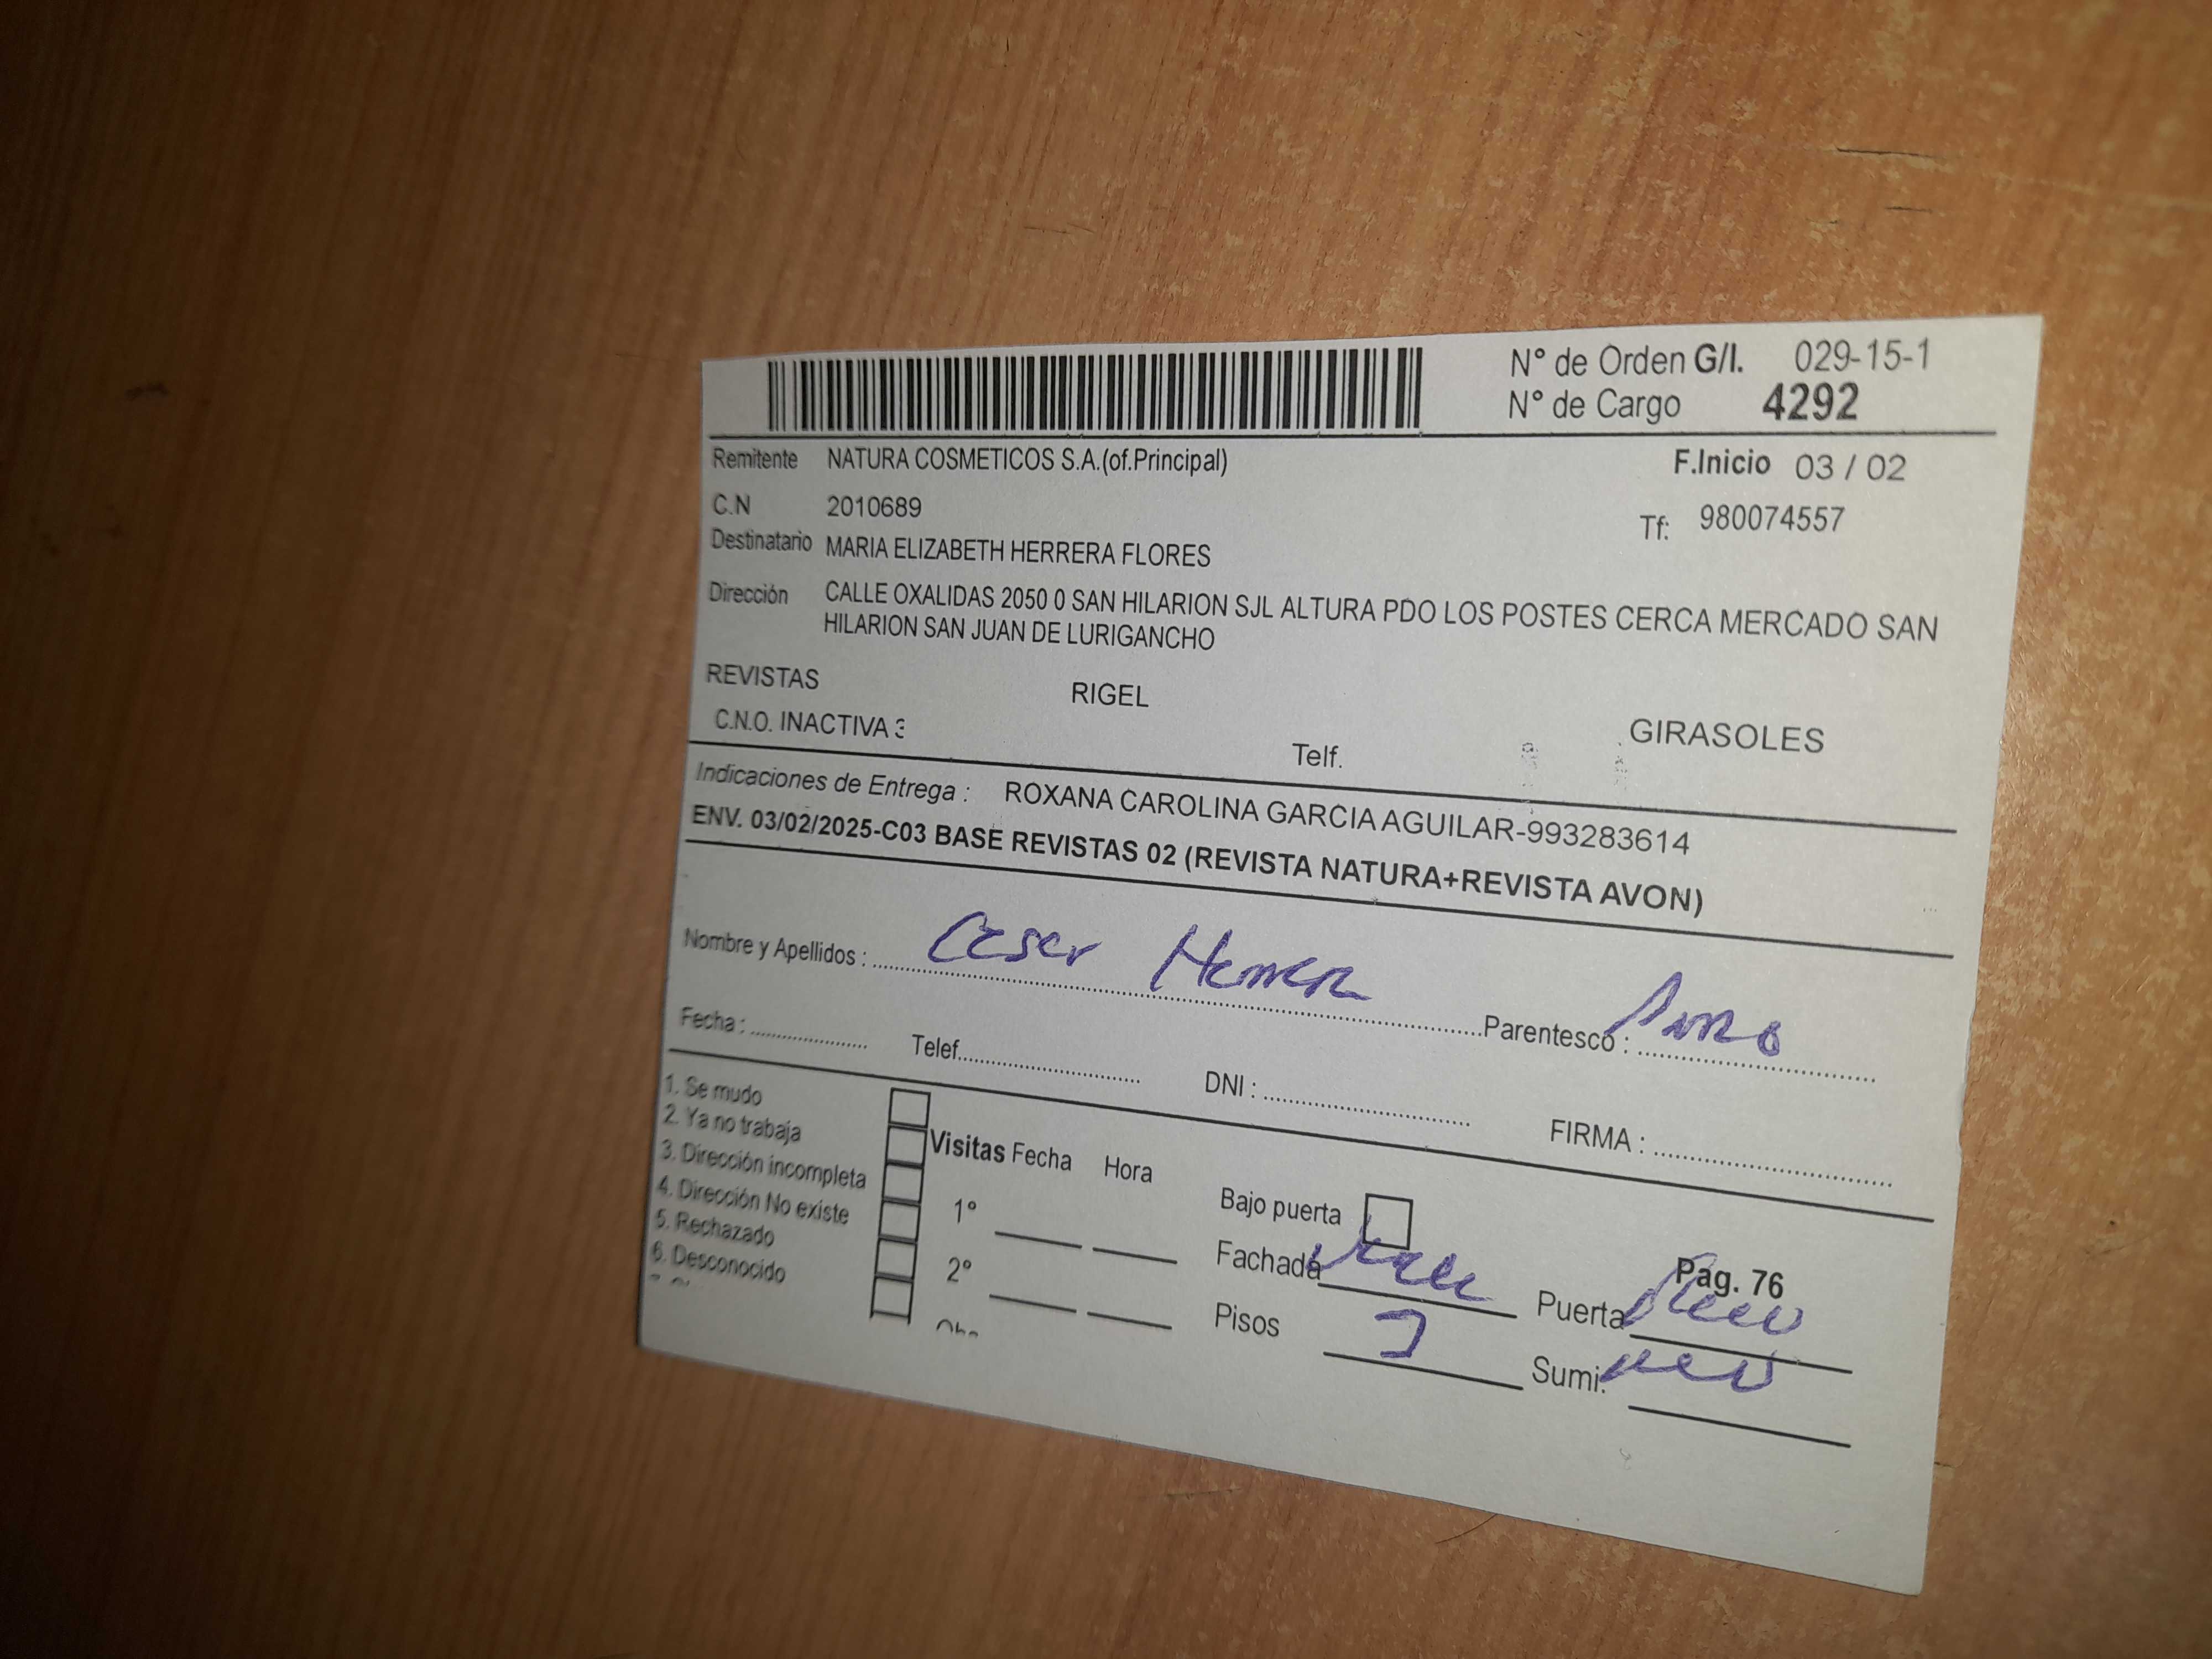 N° de Orden G/I. 029-15-1
N° de Cargo 4292
Remitente NATURA COSMETICOS S.A.(of.Principal) F.Inicio 03 / 02
C.N 2010689 Tf: 980074557
Destinatario MARIA ELIZABETH HERRERA FLORES
Dirección CALLE OXALIDAS 2050 0 SAN HILARION SJL ALTURA PDO LOS POSTES CERCA MERCADO SAN
HILARION SAN JUAN DE LURIGANCHO
REVISTAS RIGEL GIRASOLES
C.N.O. INACTIVA 3 Telf.
Indicaciones de Entrega : ROXANA CAROLINA GARCIA AGUILAR-993283614
ENV. 03/02/2025-C03 BASE REVISTAS 02 (REVISTA NATURA+REVISTA AVON)
Nombre y Apellidos : Cesar Herrera Parentesco :
Fecha : Telef. DNI : FIRMA :
1. Se mudo
2. Ya no trabaja
3. Dirección incompleta
4. Dirección No existe
5. Rechazado
6. Desconocido
Visitas Fecha Hora
1°
2°
Bajo puerta
Pag. 76
Fachada Puerta
Pisos Sumi.